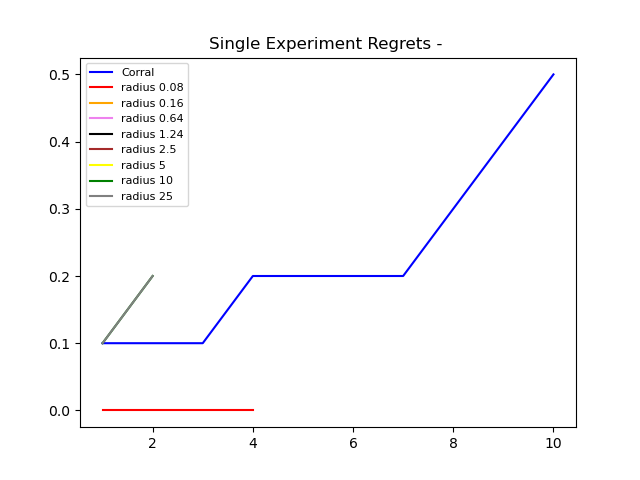 Single Experiment Regrets -
Corral
radius 0.08
radius 0.16
radius 0.64
radius 1.24
radius 2.5
radius 5
radius 10
radius 25
0.5
0.4
0.3
0.2
0.1
0.0
2 4 6 8 10